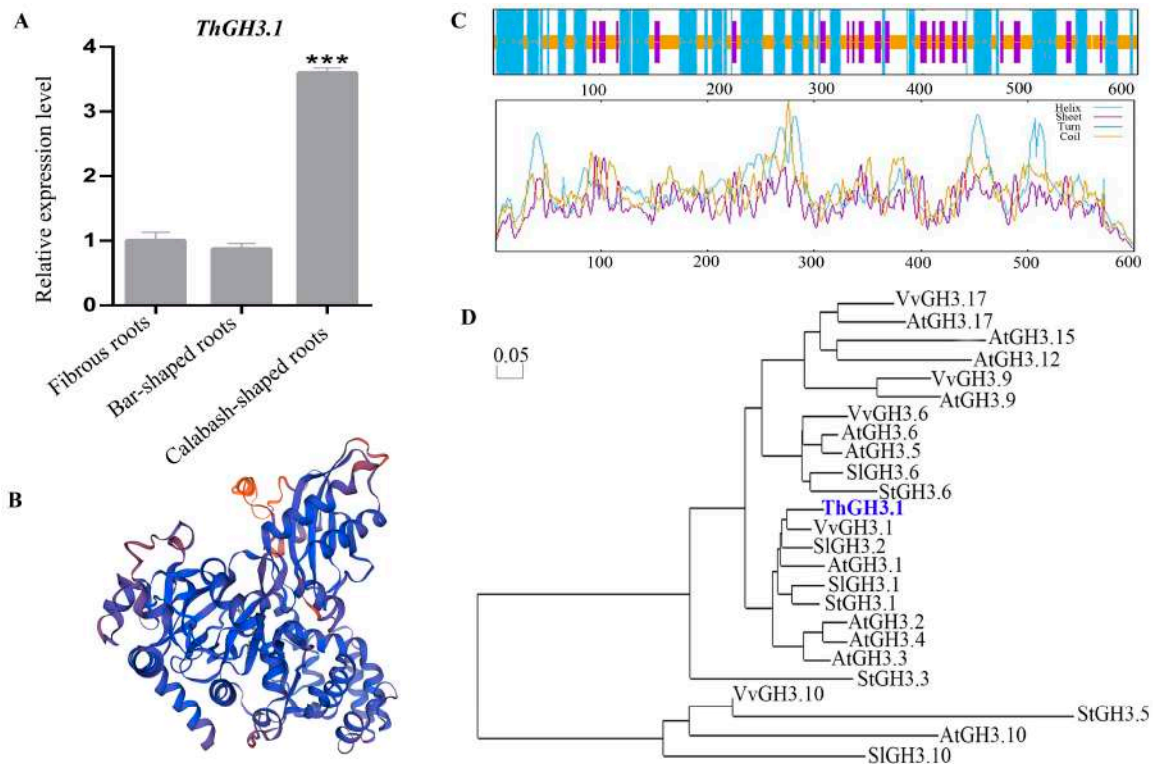 A
ThGH3.1
Relative expression level
4
3
2
1
0
***
Fibrous roots
Bar-shaped roots
Calabash-shaped roots
B
C
100 200 300 400 500 600
Helix
Sheet
Turn
Coil
100 200 300 400 500 600
D
0.05
VvGH3.17
AtGH3.17
AtGH3.15
AtGH3.12
VvGH3.9
AtGH3.9
VvGH3.6
AtGH3.6
AtGH3.5
SlGH3.6
StGH3.6
ThGH3.1
VvGH3.1
SlGH3.2
AtGH3.1
SlGH3.1
StGH3.1
AtGH3.2
AtGH3.4
AtGH3.3
StGH3.3
VvGH3.10
StGH3.5
AtGH3.10
SlGH3.10